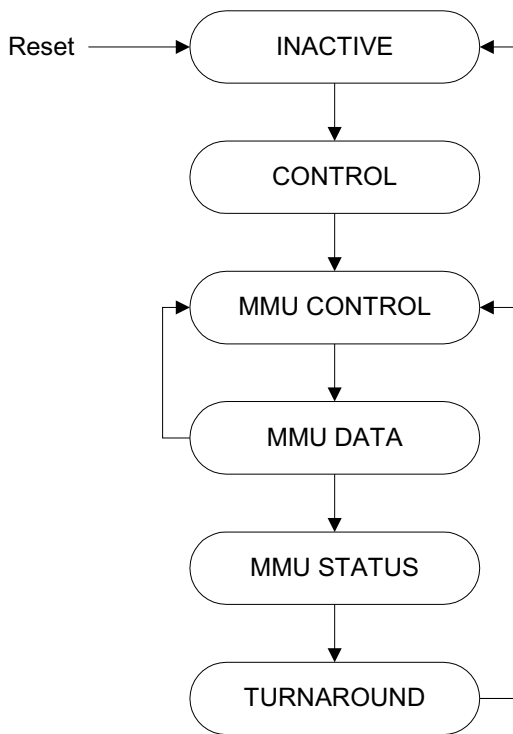 Reset
INACTIVE
CONTROL
MMU CONTROL
MMU DATA
MMU STATUS
TURNAROUND